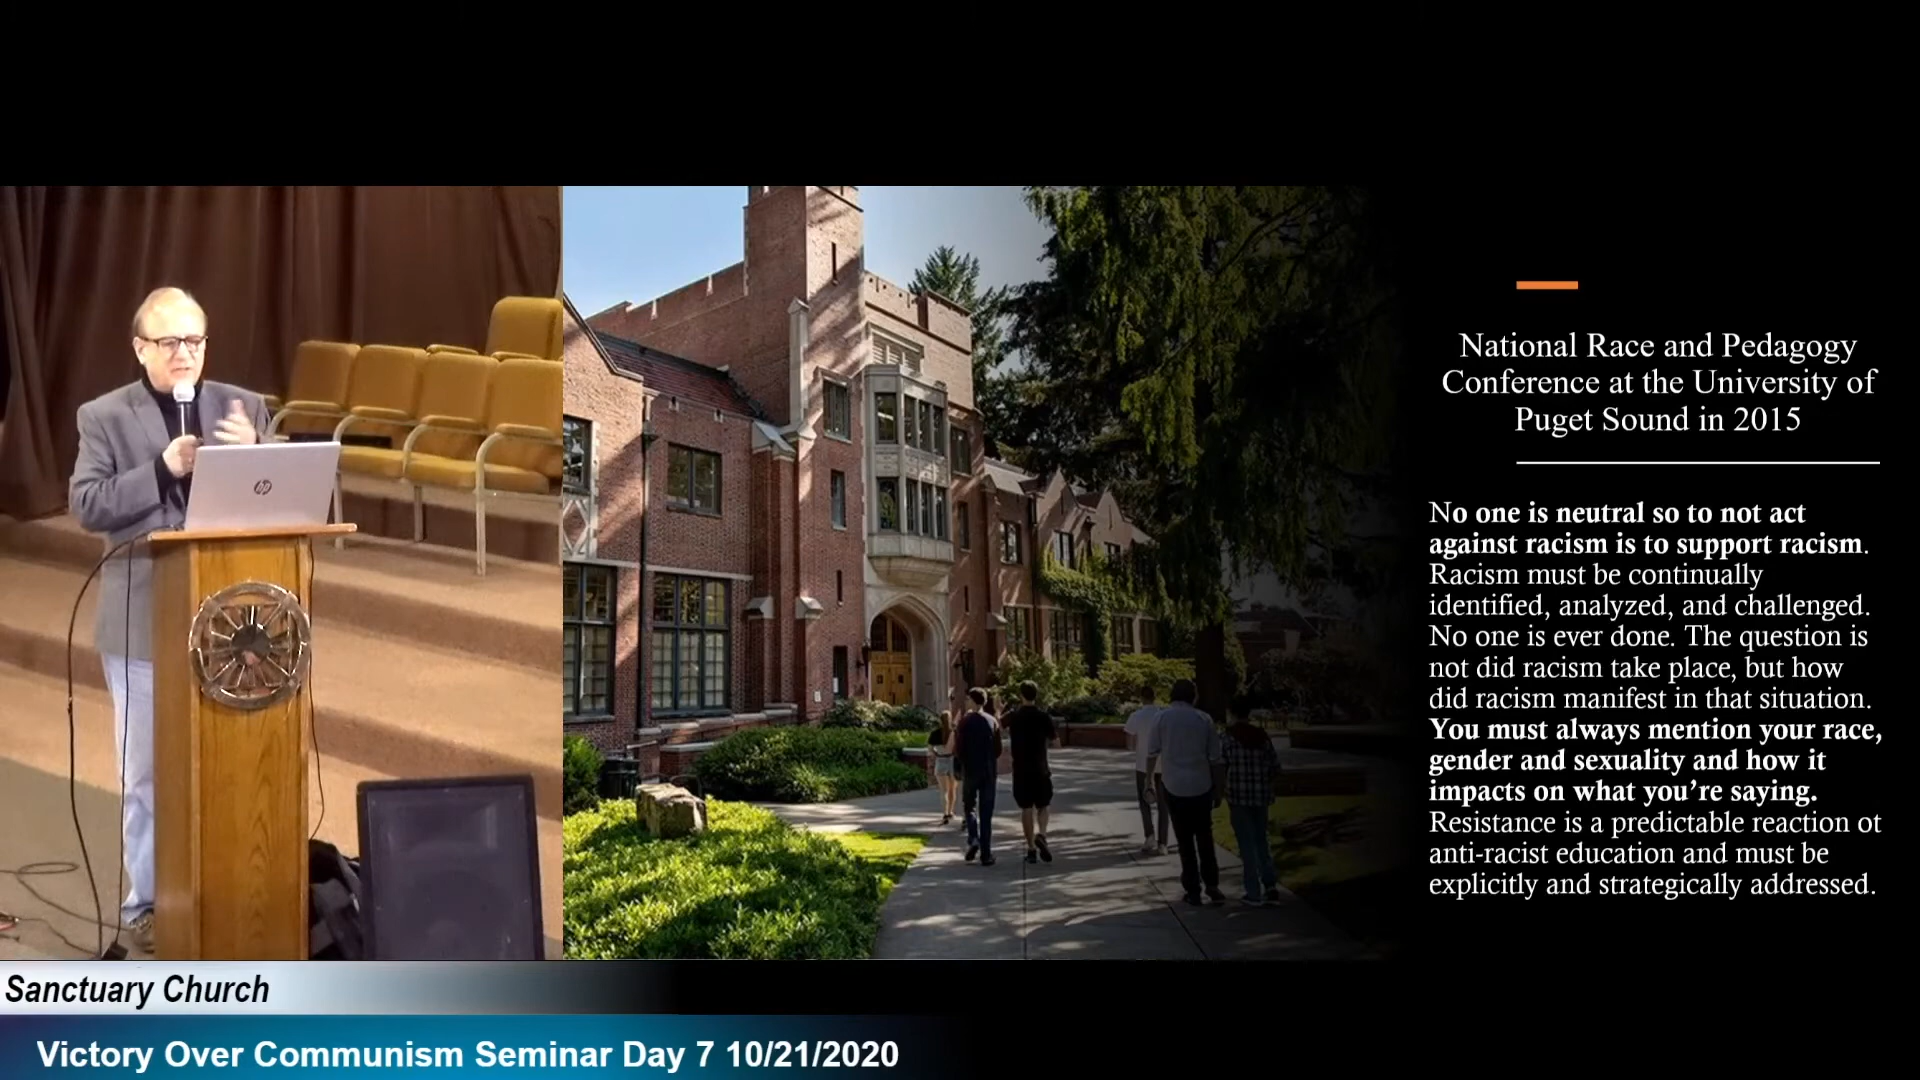 National Race and Pedagogy
Conference at the University of
Puget Sound in 2015
No one is neutral so to not act
against racism is to support racism.
Racism must be continually
identified, analyzed, and challenged.
No one is ever done. The question is
not did racism take place, but how
did racism manifest in that situation.
You must always mention your race,
gender and sexuality and how it
impacts on what you're saying.
Resistance is a predictable reaction ot
anti-racist education and must be
explicitly and strategically addressed.
hp
Sanctuary Church
Victory Over Communism Seminar Day 7 10/21/2020